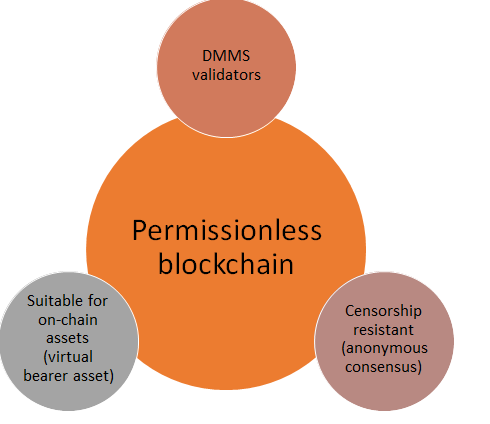 DMMS
validators
Permissionless
blockchain
Suitable for
on-chain
assets
(virtual
bearer asset)
Censorship
resistant
(anonymous
consensus)